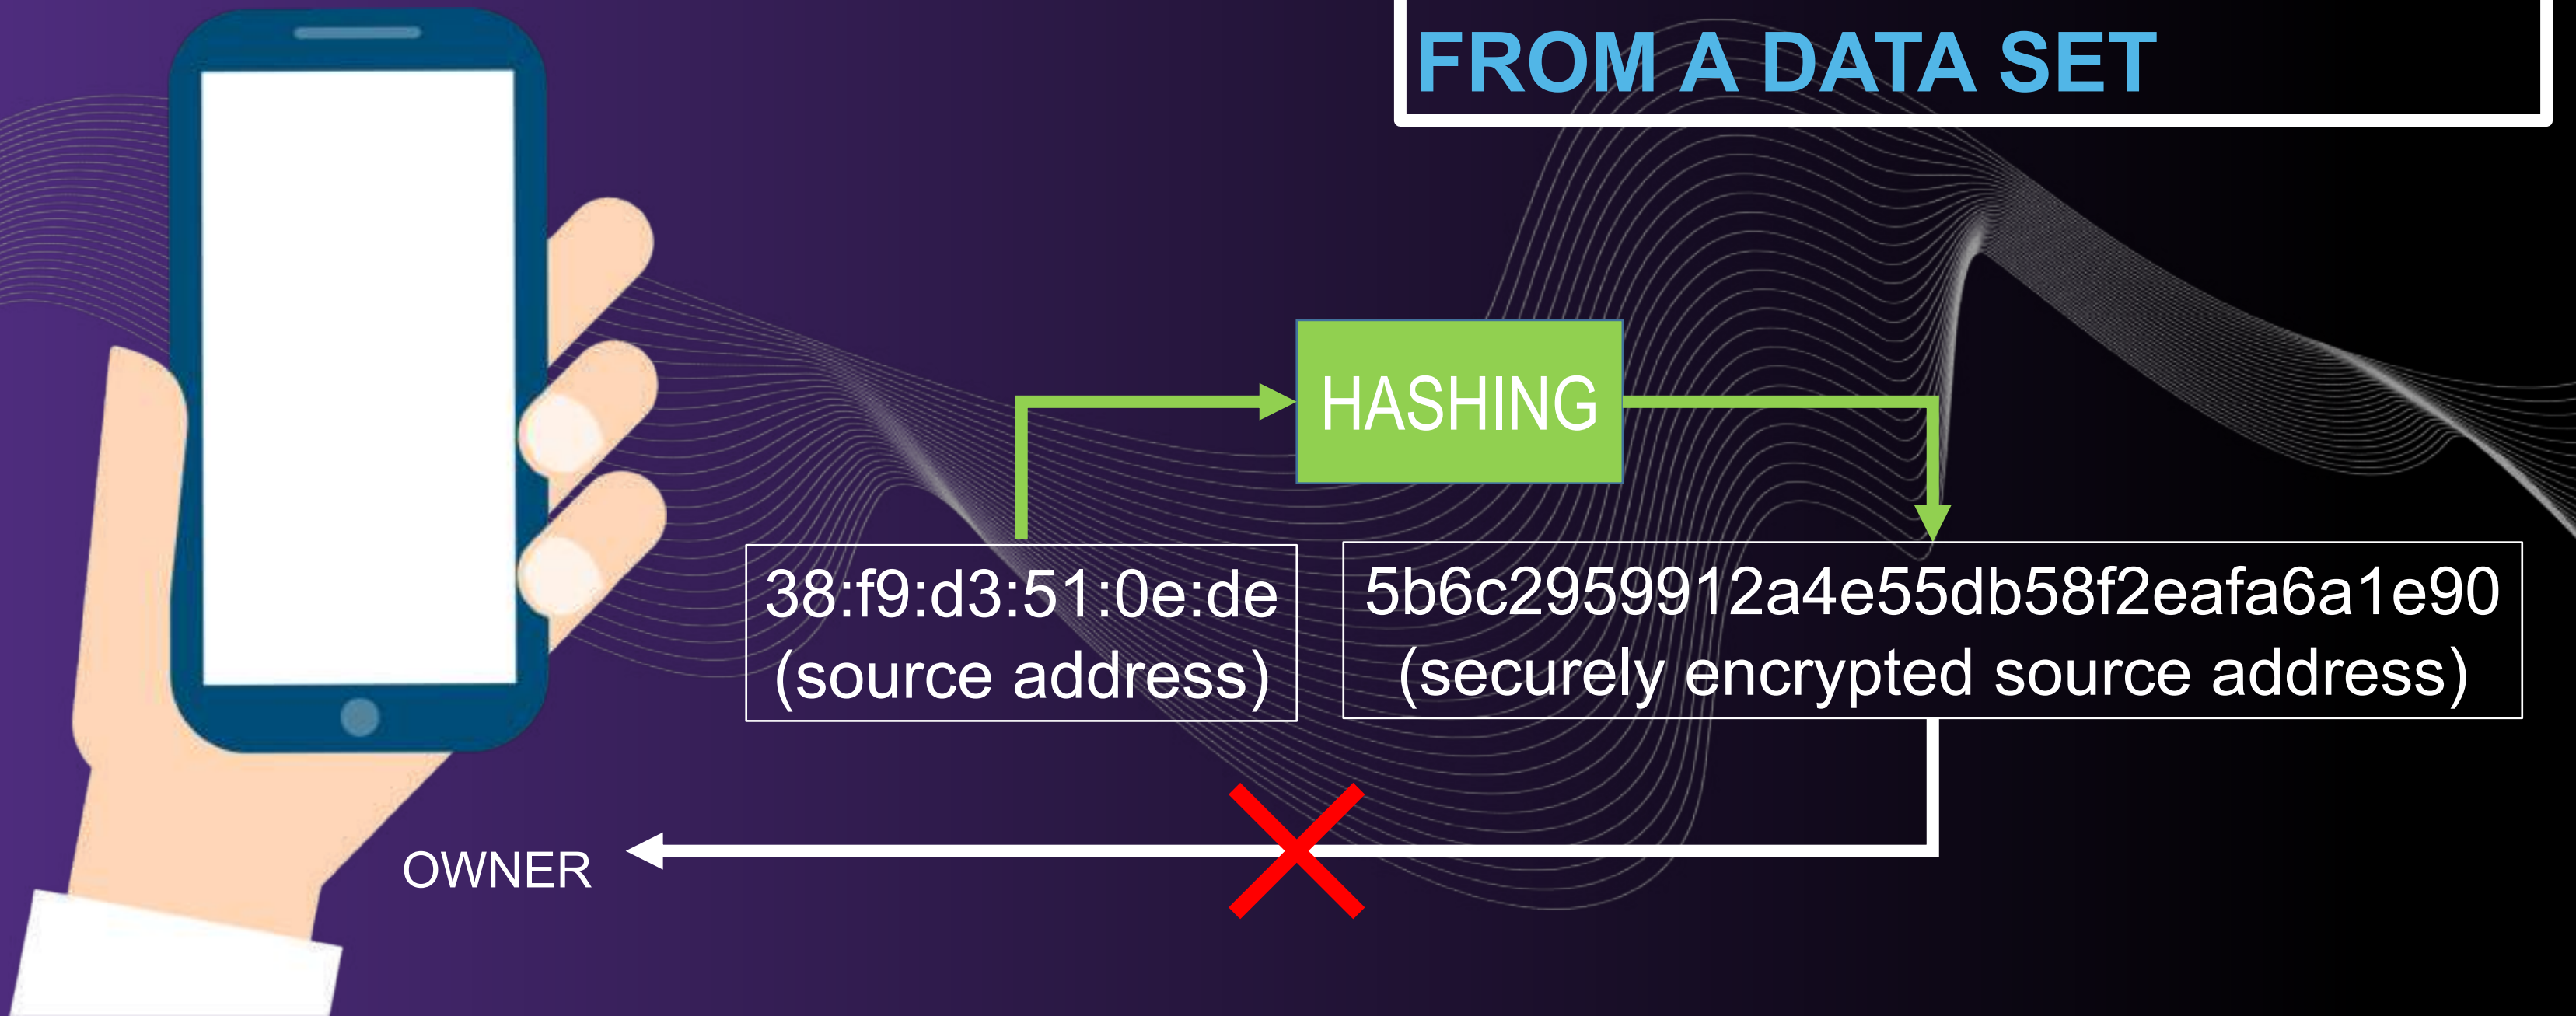 FROM A DATA SET
HASHING
38:f9:d3:51:0e:de
(source address)
5b6c2959912a4e55db58f2eafa6a1e90
(securely encrypted source address)
OWNER